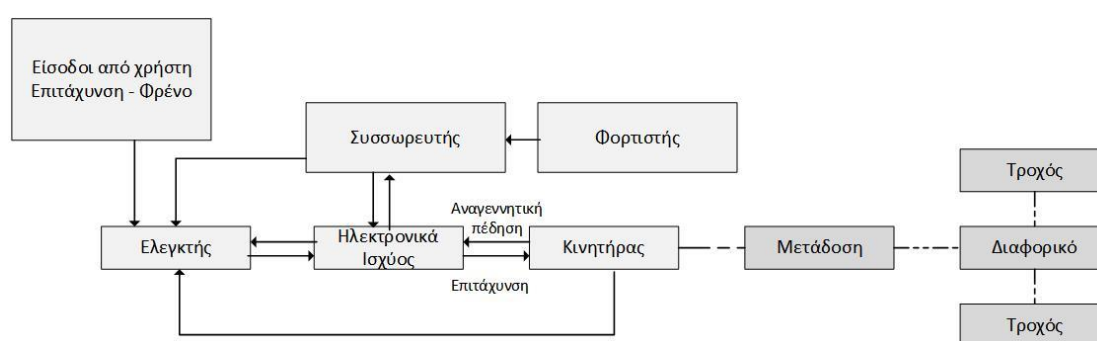 Είσοδοι από χρήστη
Επιτάχυνση - Φρένο
Συσσωρευτής
Φορτιστής
Τροχός
Αναγεννητική
πέδηση
Ελεγκτής
Ηλεκτρονικά
Ισχύος
Κινητήρας
Μετάδοση
Διαφορικό
Επιτάχυνση
Τροχός